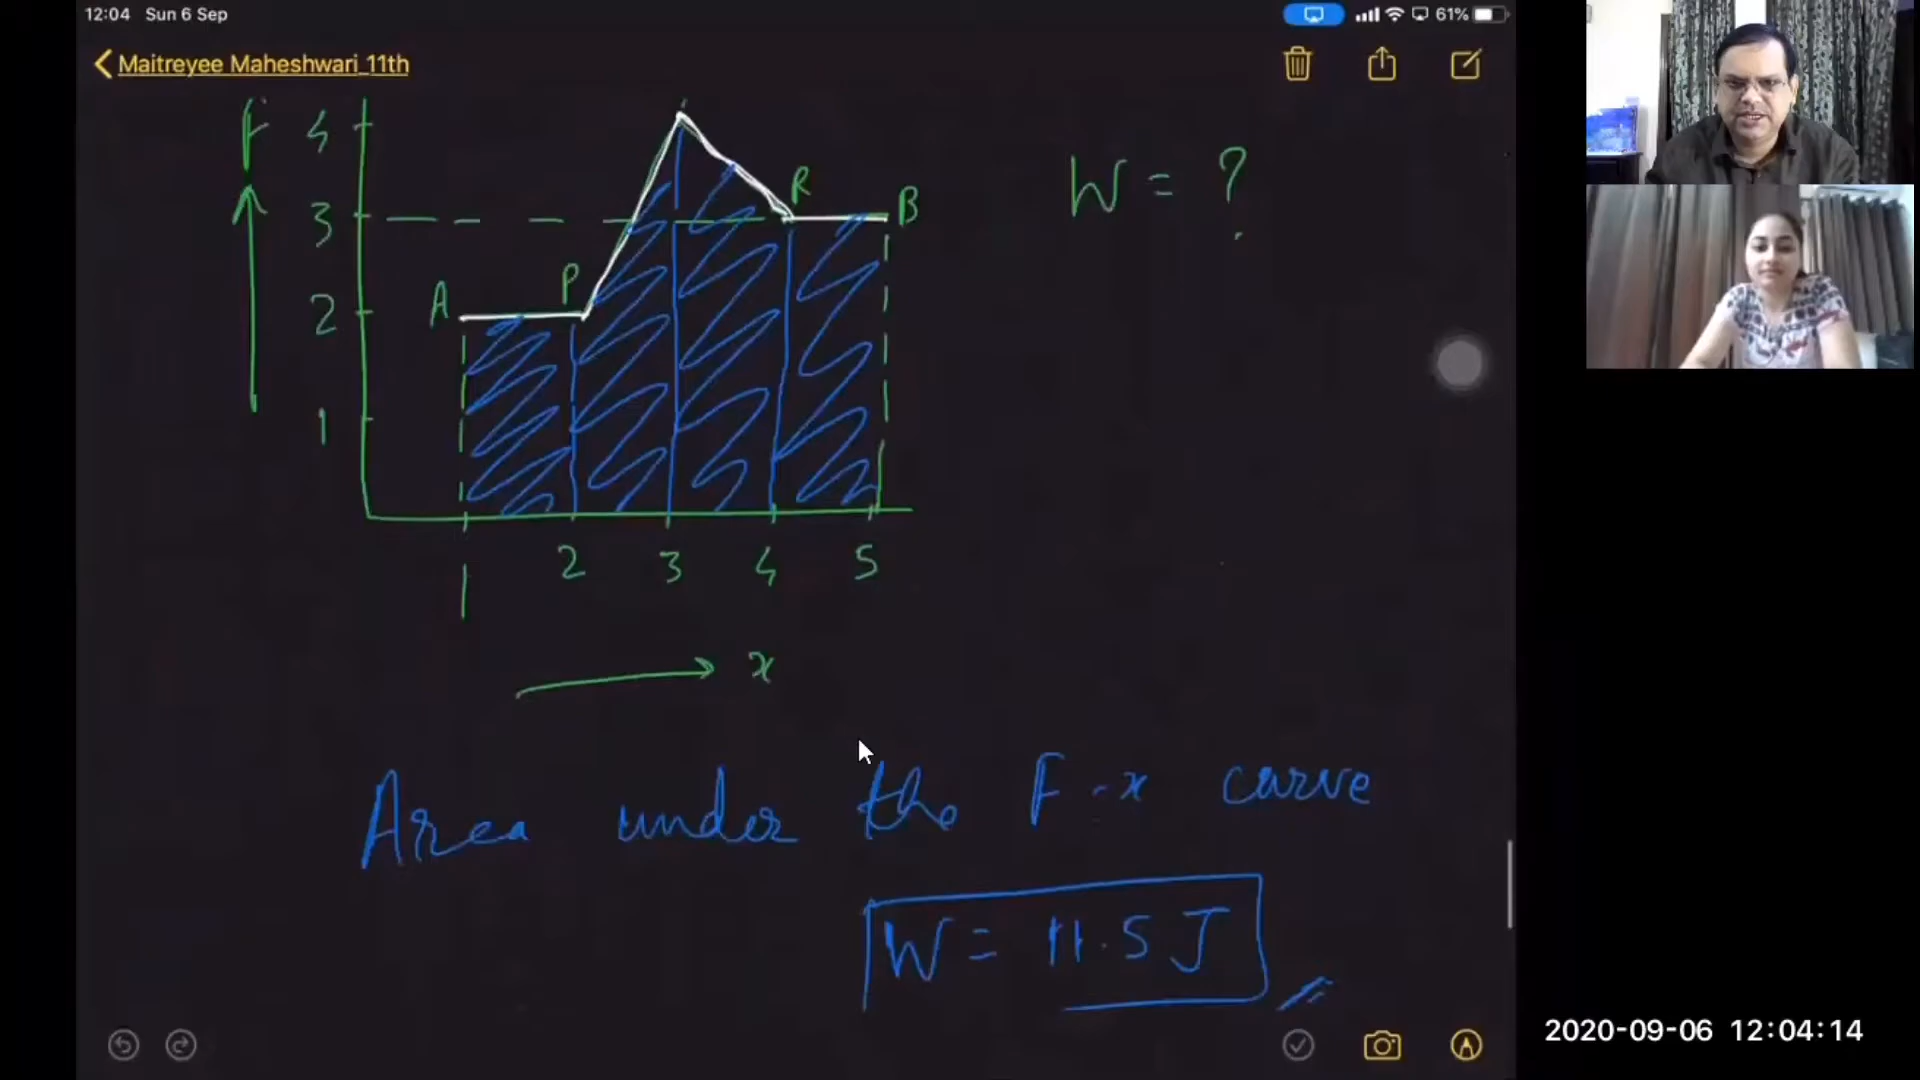 12:04 Sun 6 Sep
61%
Maitreyee Maheshwari_11th
F
4
3
2
1
A
P
R
B
W = ?
1 2 3 4 5
x
Area under the F-x curve
W = 11.5 J
2020-09-06 12:04:14